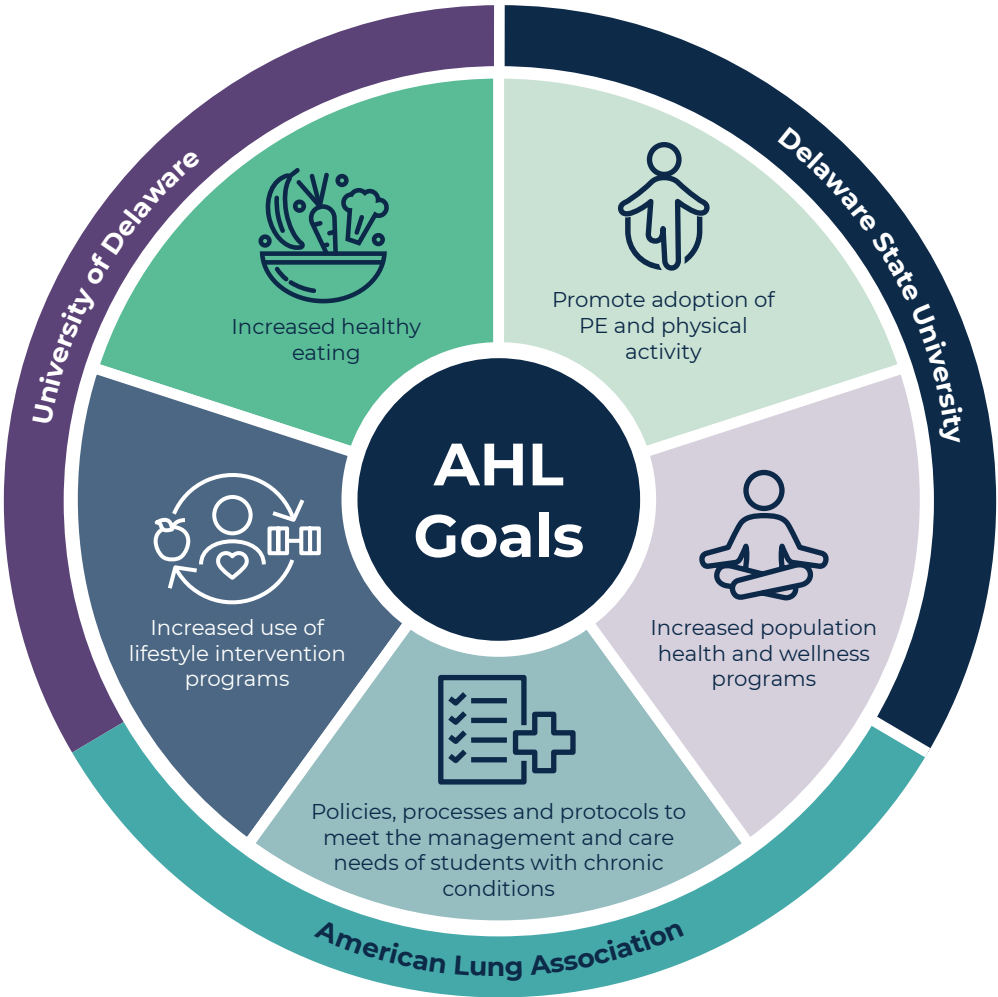 University of Delaware
Delaware State University
Increased healthy
eating
Promote adoption of
PE and physical
activity
AHL
Goals
Increased use of
lifestyle intervention
programs
Increased population
health and wellness
programs
Policies, processes and protocols to
meet the management and care
needs of students with chronic
conditions
American Lung Association